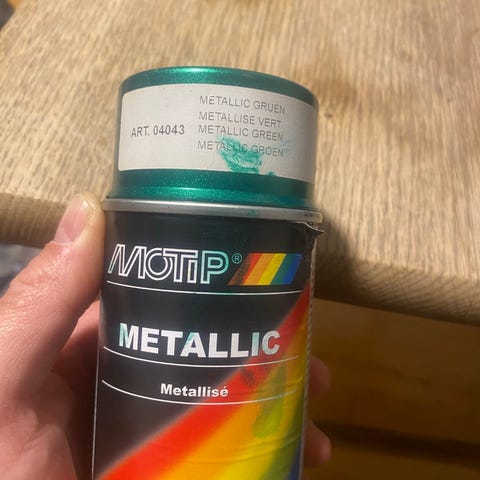 METALLIC GRUEN
METALLISE VERT
ART. 04043
METALLIC GREEN
METALLIC GROEN
MOTIP®
METALLIC
Metallisé